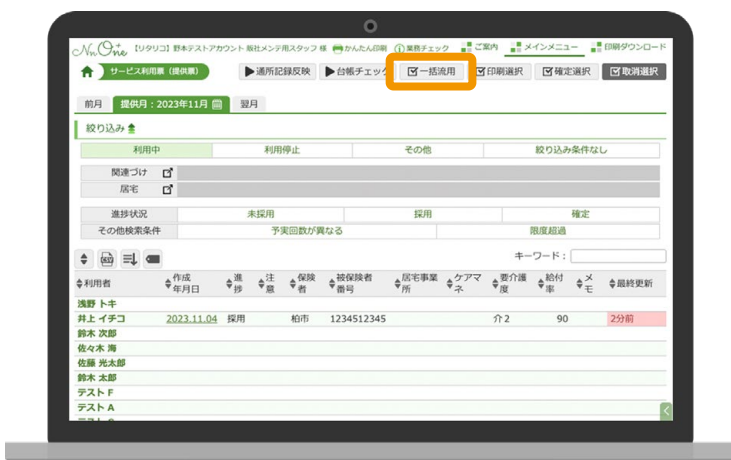 NnOne 【リタリコ】野本テストアカウント 販社メンデ用スタッフ 様 かんたん印刷 業務チェック ご案内 メインメニュー 印刷ダウンロード
サービス利用票（提供票） ▶通所記録反映 ▶台帳チェック 一括流用 印刷選択 確定選択 取消選択
前月 提供月：2023年11月 翌月
絞り込み
利用中 利用停止 その他 絞り込み条件なし
関連づけ
居宅
進捗状況 未採用 採用 確定
その他検索条件 予実回数が異なる 限度超過
キーワード：
利用者 作成年月日 進捗 注意 保険者 被保険者番号 居宅事業所 ケアマネ 要介護度 給付率 メモ 最終更新
浅野 トキ
井上 イチコ 2023.11.04 採用 柏市 1234512345 介2 90 2分前
鈴木 次郎
佐々木 海
佐藤 光太郎
鈴木 太郎
テスト F
テスト A